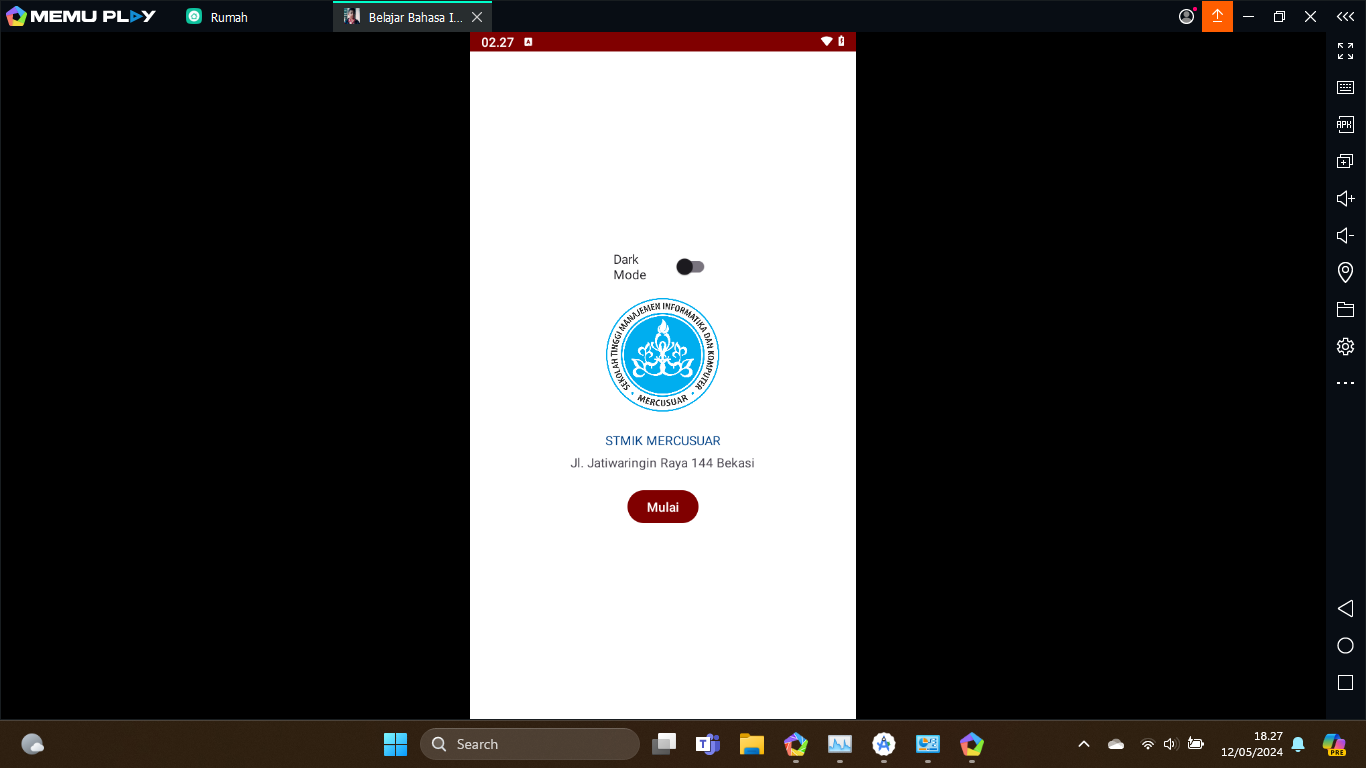 MEMU PLAY
Rumah
Belajar Bahasa I...
02.27
A
APK
Dark
Mode
SEKOLAH TINGGI MANAJEMEN INFORMATIKA DAN KOMPUTER
MERCUSUAR
STMIK MERCUSUAR
Jl. Jatiwaringin Raya 144 Bekasi
Mulai
Search
18.27
12/05/2024
PRE